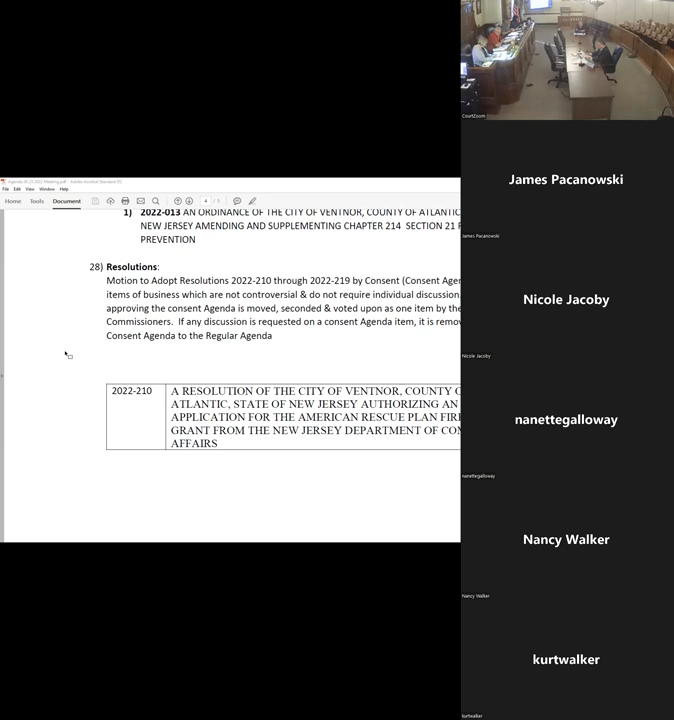 Agenda 06.23.2022 Meeting.pdf - Adobe Acrobat Standard DC
File Edit View Window Help
Home Tools Document 4 / 5
1) 2022-013 AN ORDINANCE OF THE CITY OF VENTNOR, COUNTY OF ATLANTIC
NEW JERSEY AMENDING AND SUPPLEMENTING CHAPTER 214 SECTION 21 F
PREVENTION
28) Resolutions:
Motion to Adopt Resolutions 2022-210 through 2022-219 by Consent (Consent Agen
items of business which are not controversial & do not require individual discussion.
approving the consent Agenda is moved, seconded & voted upon as one item by the
Commissioners. If any discussion is requested on a consent Agenda item, it is remov
Consent Agenda to the Regular Agenda
2022-210
A RESOLUTION OF THE CITY OF VENTNOR, COUNTY O
ATLANTIC, STATE OF NEW JERSEY AUTHORIZING AN
APPLICATION FOR THE AMERICAN RESCUE PLAN FIRE
GRANT FROM THE NEW JERSEY DEPARTMENT OF COM
AFFAIRS
CourtZoom
James Pacanowski
James Pacanowski
Nicole Jacoby
Nicole Jacoby
nanettegalloway
nanettegalloway
Nancy Walker
Nancy Walker
kurtwalker
kurtwalker